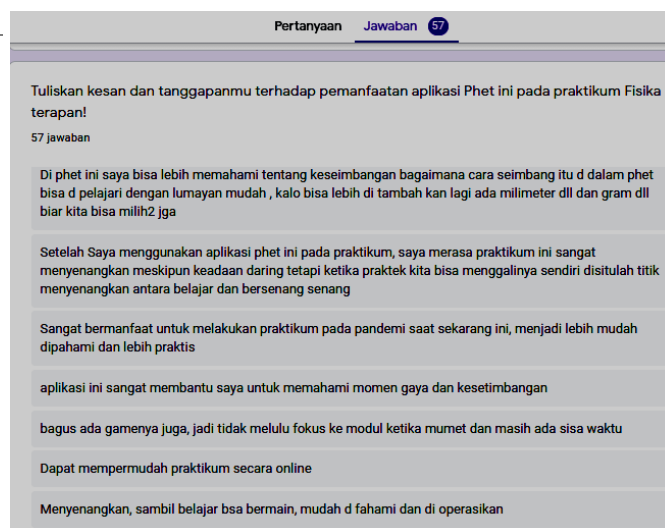 Pertanyaan Jawaban 57
Tuliskan kesan dan tanggapanmu terhadap pemanfaatan aplikasi Phet ini pada praktikum Fisika
terapan!
57 jawaban
Di phet ini saya bisa lebih memahami tentang keseimbangan bagaimana cara seimbang itu d dalam phet
bisa d pelajari dengan lumayan mudah , kalo bisa lebih di tambah kan lagi ada milimeter dll dan gram dll
biar kita bisa milih2 jga
Setelah Saya menggunakan aplikasi phet ini pada praktikum, saya merasa praktikum ini sangat
menyenangkan meskipun keadaan daring tetapi ketika praktek kita bisa menggalinya sendiri disitulah titik
menyenangkan antara belajar dan bersenang senang
Sangat bermanfaat untuk melakukan praktikum pada pandemi saat sekarang ini, menjadi lebih mudah
dipahami dan lebih praktis
aplikasi ini sangat membantu saya untuk memahami momen gaya dan kesetimbangan
bagus ada gamenya juga, jadi tidak melulu fokus ke modul ketika mumet dan masih ada sisa waktu
Dapat mempermudah praktikum secara online
Menyenangkan, sambil belajar bsa bermain, mudah d fahami dan di operasikan